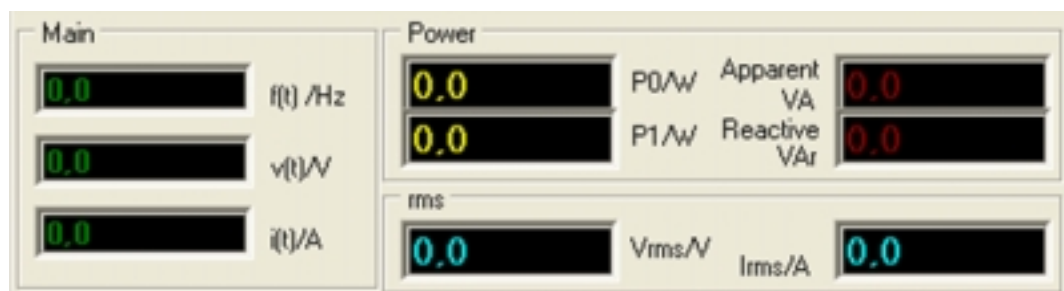 Main
0,0 f(t) /Hz
0,0 v(t)/V
0,0 i(t)/A
Power
0,0 P0/W Apparent VA 0,0
0,0 P1/W Reactive VAr 0,0
rms
0,0 Vrms/V Irms/A 0,0